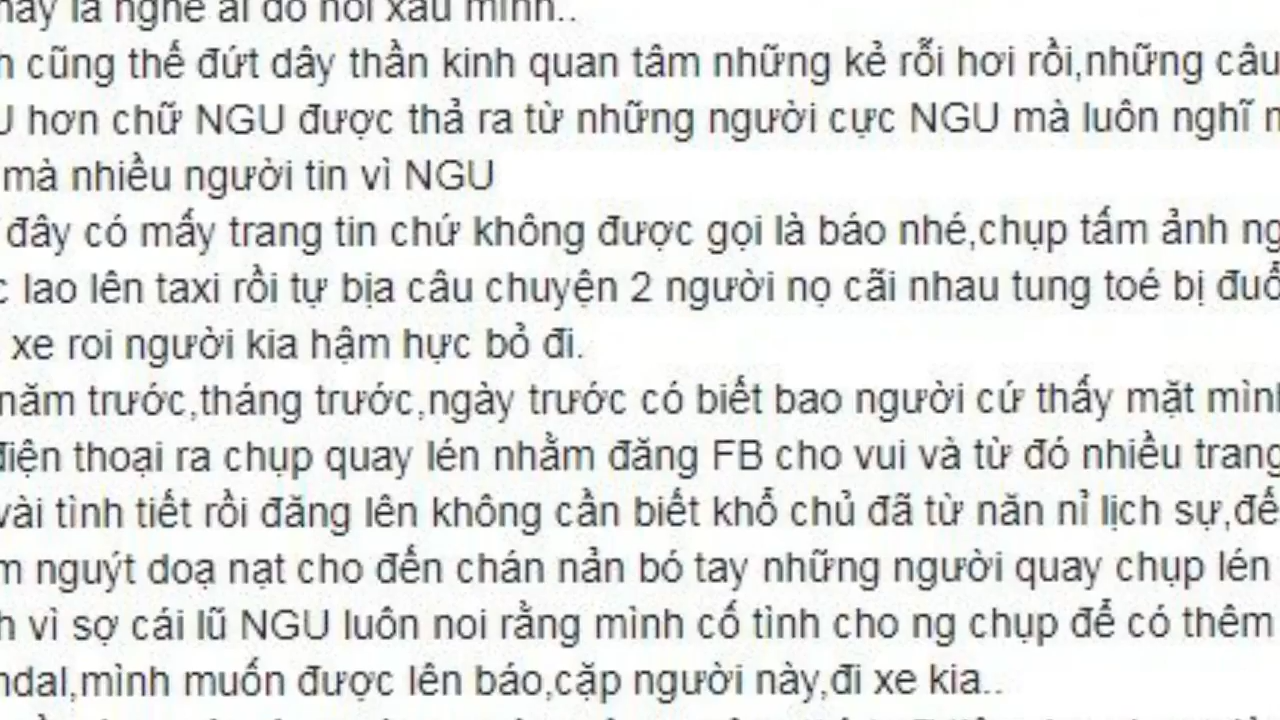 này là nghe ai đó nói xấu mình..
h cũng thế đứt dây thần kinh quan tâm những kẻ rỗi hơi rồi,những câu
U hơn chữ NGU được thả ra từ những người cực NGU mà luôn nghĩ
mà nhiều người tin vì NGU
đây có mấy trang tin chứ không được gọi là báo nhé,chụp tấm ảnh ng
c lao lên taxi rồi tự bịa câu chuyện 2 người nọ cãi nhau tung toé bị đuổ
xe roi người kia hậm hực bỏ đi.
năm trước,tháng trước,ngày trước có biết bao người cứ thấy mặt mình
điện thoại ra chụp quay lén nhằm đăng FB cho vui và từ đó nhiều trang
vài tình tiết rồi đăng lên không cần biết khổ chủ đã từ năn nỉ lịch sự,đế
m nguýt doạ nạt cho đến chán nản bó tay những người quay chụp lén
h vì sợ cái lũ NGU luôn noi rằng mình cố tình cho ng chụp để có thêm
ndal,mình muốn được lên báo,cặp người này,đi xe kia..